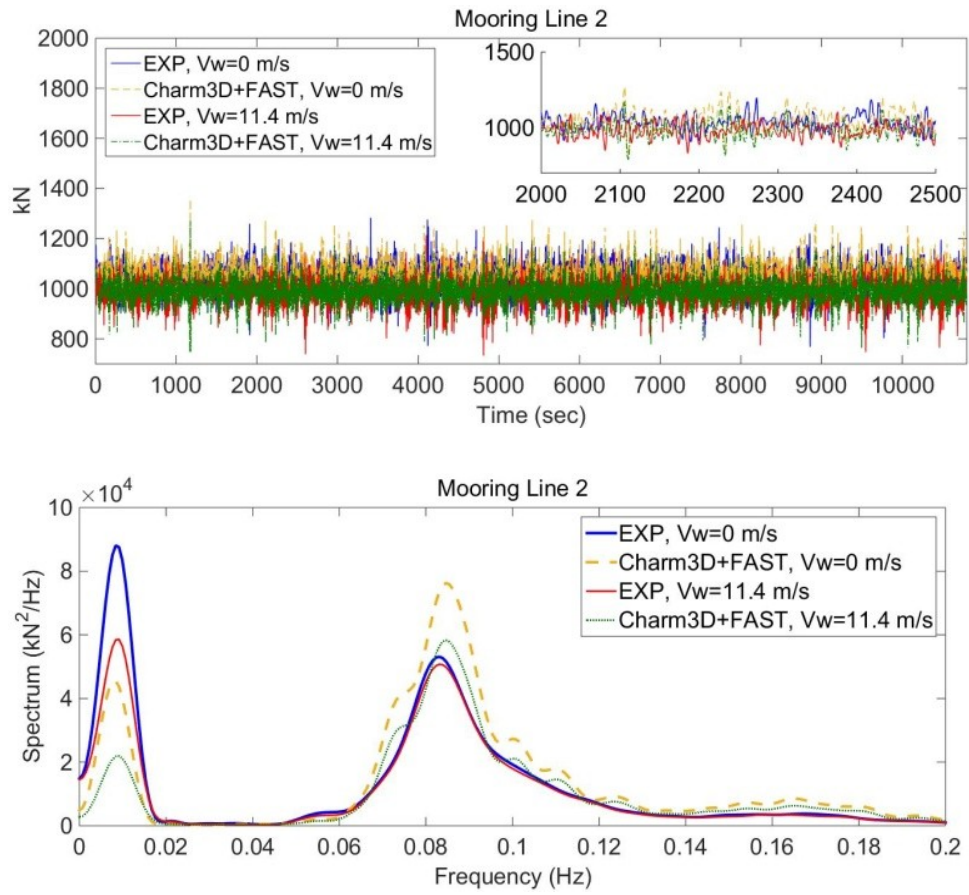 Mooring Line 2
2000
1800
1600
1400
1200
1000
800
kN
EXP, Vw=0 m/s
Charm3D+FAST, Vw=0 m/s
EXP, Vw=11.4 m/s
Charm3D+FAST, Vw=11.4 m/s
1500
1000
2000 2100 2200 2300 2400 2500
0 1000 2000 3000 4000 5000 6000 7000 8000 9000 10000
Time (sec)
Mooring Line 2
×10^4
10
8
6
4
2
0
Spectrum (kN^2/Hz)
EXP, Vw=0 m/s
Charm3D+FAST, Vw=0 m/s
EXP, Vw=11.4 m/s
Charm3D+FAST, Vw=11.4 m/s
0 0.02 0.04 0.06 0.08 0.1 0.12 0.14 0.16 0.18 0.2
Frequency (Hz)